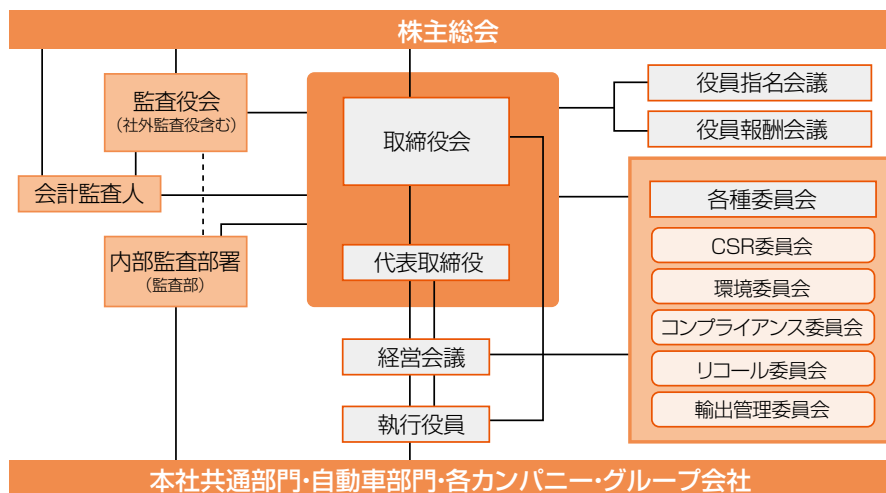 株主総会
監査役会
（社外監査役含む）
会計監査人
内部監査部署
（監査部）
取締役会
代表取締役
経営会議
執行役員
役員指名会議
役員報酬会議
各種委員会
CSR委員会
環境委員会
コンプライアンス委員会
リコール委員会
輸出管理委員会
本社共通部門・自動車部門・各カンパニー・グループ会社